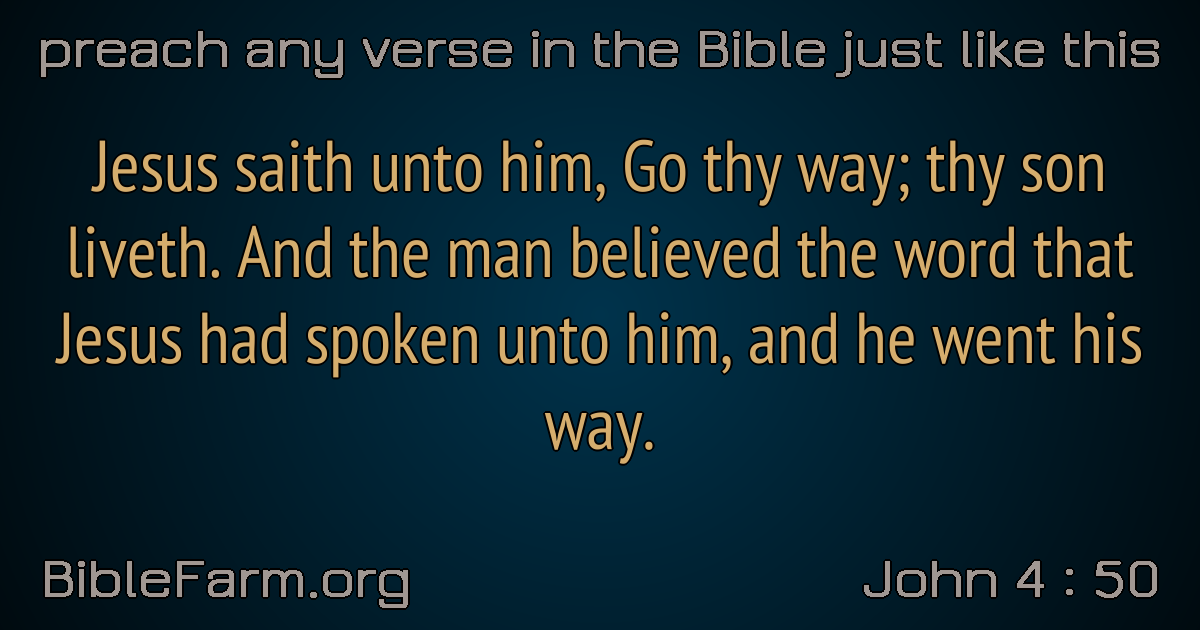 preach any verse in the Bible just like this
Jesus saith unto him, Go thy way; thy son
liveth. And the man believed the word that
Jesus had spoken unto him, and he went his
way.
BibleFarm.org
John 4 : 50